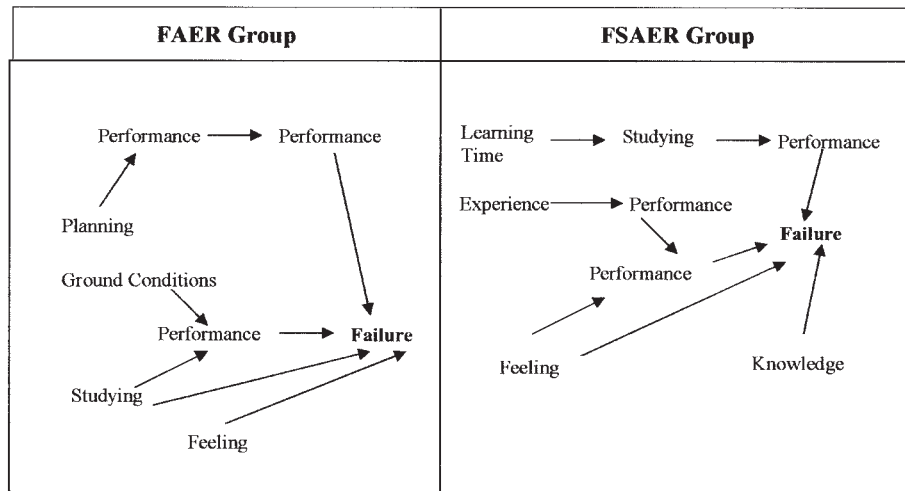 FAER Group
FSAER Group
Performance
Performance
Planning
Ground Conditions
Performance
Failure
Studying
Feeling
Learning
Time
Studying
Performance
Experience
Performance
Failure
Performance
Feeling
Knowledge